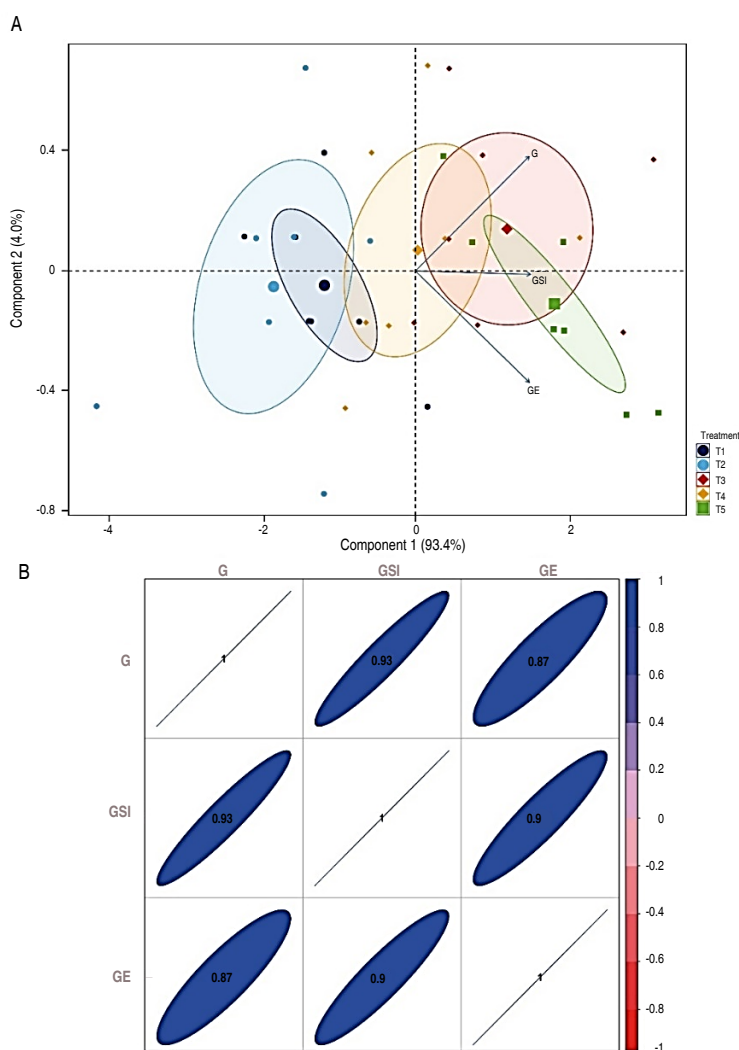 A
Component 2 (4.0%)
0.4
0
-0.4
-0.8
G
GSI
GE
-4
-2
0
2
Component 1 (93.4%)
Treatment
T1
T2
T3
T4
T5
B
G GSI GE
G
1
0.93
0.87
GSI
0.93
1
0.9
GE
0.87
0.9
1
1
0.8
0.6
0.4
0.2
0
-0.2
-0.4
-0.6
-0.8
-1